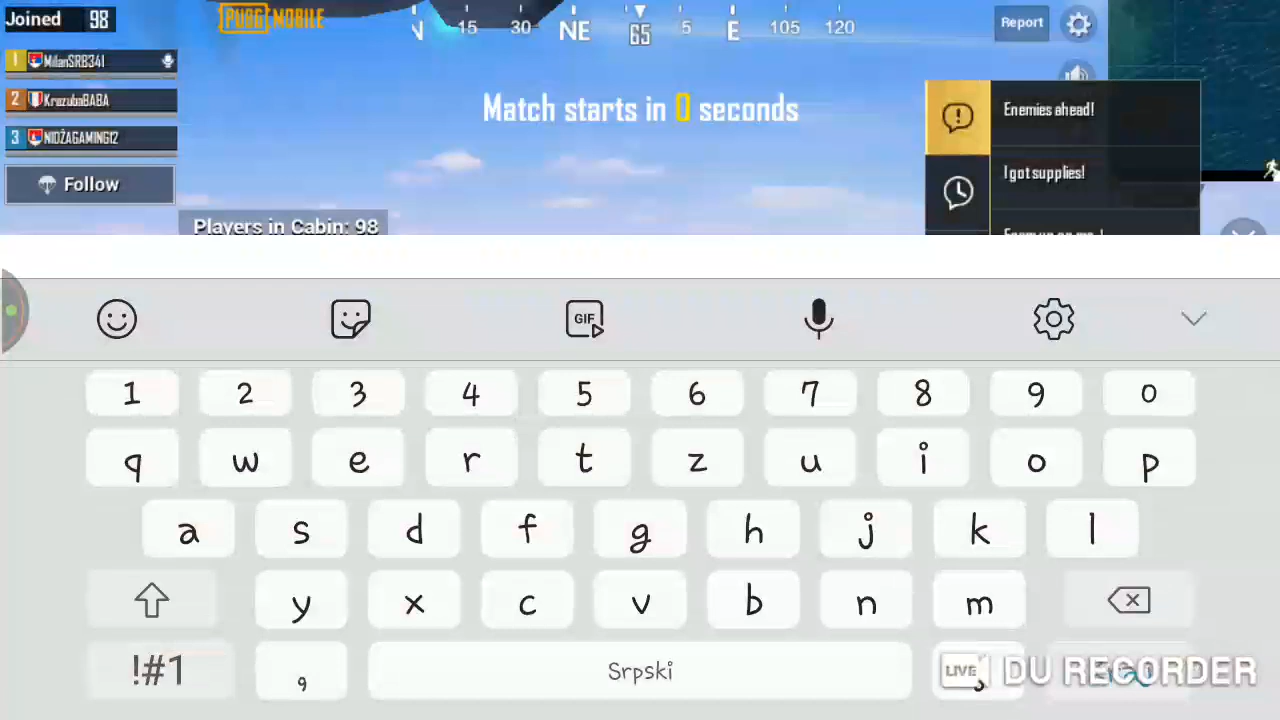 Joined 98
PUBG MOBILE
N 15 30 NE 65 5 E 105 120
Report
1 MilanSRB341
2 KrozubaBABA
3 NIDŽAGAMING12
Follow
Match starts in 0 seconds
Enemies ahead!
I got supplies!
Players in Cabin: 98
GIF
1 2 3 4 5 6 7 8 9 0
q w e r t z u i o p
a s d f g h j k l
y x c v b n m
!#1 , Srpski
LIVE DU RECORDER